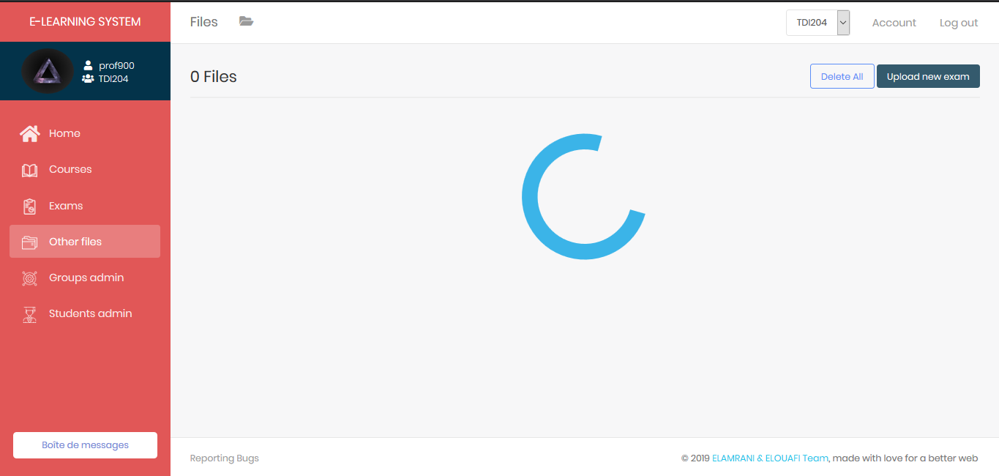 E-LEARNING SYSTEM
prof900
TDI204
Home
Courses
Exams
Other files
Groups admin
Students admin
Boîte de messages
Files
TDI204
Account
Log out
0 Files
Delete All
Upload new exam
Reporting Bugs
© 2019 ELAMRANI & ELOUAFI Team, made with love for a better web